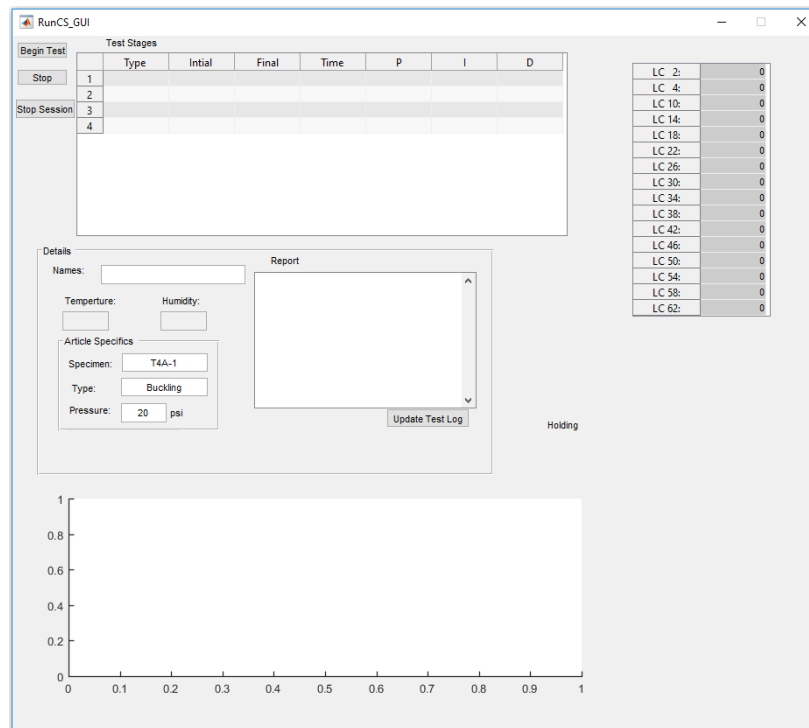 RunCS_GUI
Begin Test
Stop
Stop Session
Test Stages
Type Intial Final Time P I D
1
2
3
4
LC 2: 0
LC 4: 0
LC 10: 0
LC 14: 0
LC 18: 0
LC 22: 0
LC 26: 0
LC 30: 0
LC 34: 0
LC 38: 0
LC 42: 0
LC 46: 0
LC 50: 0
LC 54: 0
LC 58: 0
LC 62: 0
Details
Names:
Temperture: Humidity:
Article Specifics
Specimen: T4A-1
Type: Buckling
Pressure: 20 psi
Report
Update Test Log
Holding
1
0.8
0.6
0.4
0.2
0
0 0.1 0.2 0.3 0.4 0.5 0.6 0.7 0.8 0.9 1